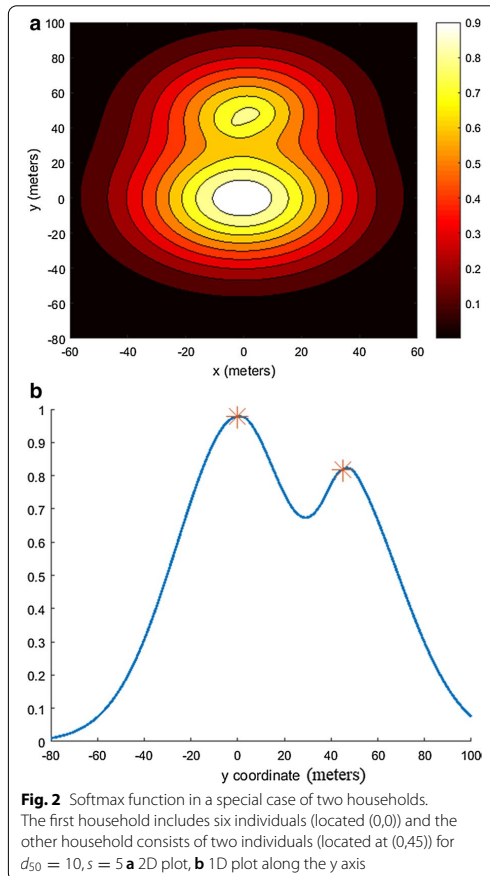 a
100
80
60
40
20
0
-20
-40
-60
-80
y (meters)
-60 -40 -20 0 20 40 60
x (meters)
0.9
0.8
0.7
0.6
0.5
0.4
0.3
0.2
0.1
b
1
0.9
0.8
0.7
0.6
0.5
0.4
0.3
0.2
0.1
0
-80 -60 -40 -20 0 20 40 60 80 100
y coordinate (meters)
Fig. 2 Softmax function in a special case of two households.
The first household includes six individuals (located (0,0)) and the
other household consists of two individuals (located at (0,45)) for
d₅₀ = 10, s = 5 a 2D plot, b 1D plot along the y axis